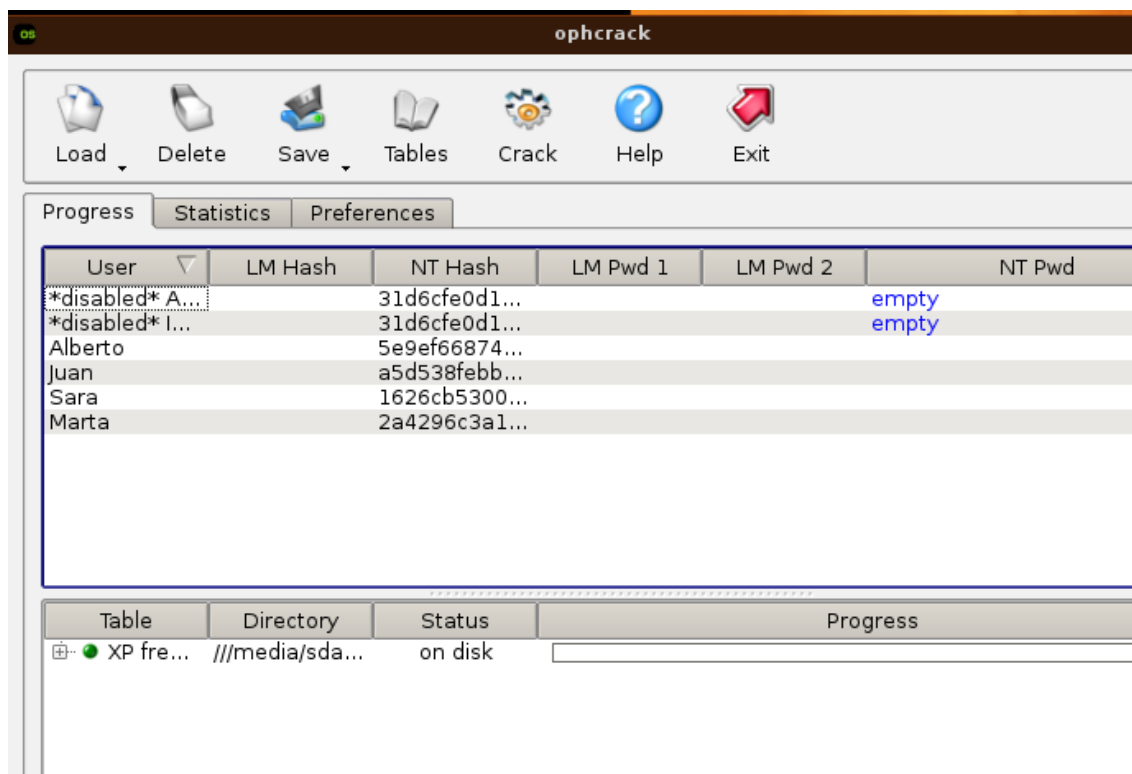 OS ophcrack
Load Delete Save Tables Crack Help Exit
Progress Statistics Preferences
User LM Hash NT Hash LM Pwd 1 LM Pwd 2 NT Pwd
*disabled* A... 31d6cfe0d1... empty
*disabled* I... 31d6cfe0d1... empty
Alberto 5e9ef66874...
Juan a5d538febb...
Sara 1626cb5300...
Marta 2a4296c3a1...
Table Directory Status Progress
XP fre... ///media/sda... on disk